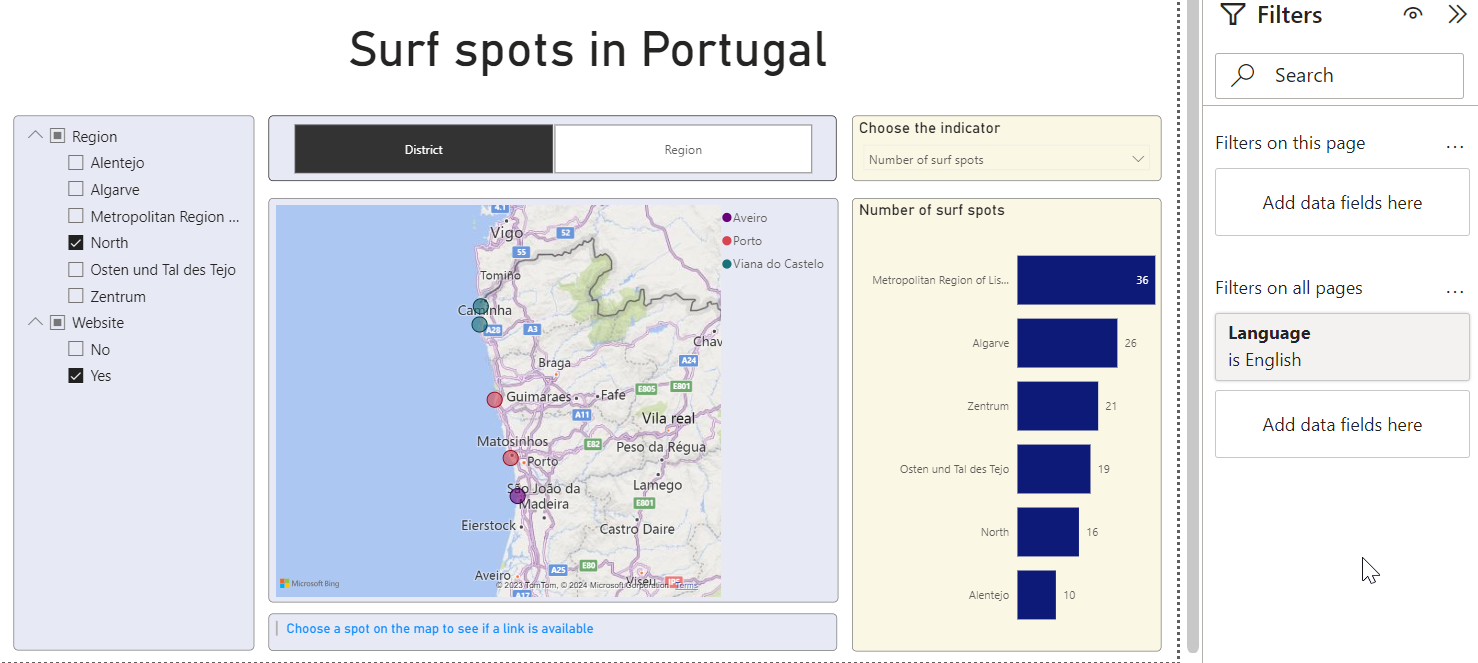 Surf spots in Portugal
Region
Alentejo
Algarve
Metropolitan Region ...
North
Osten und Tal des Tejo
Zentrum
Website
No
Yes
District
Region
Choose the indicator
Number of surf spots
Vigo
52
55
Tomiño
Caminha
A28
A3
Chav
A24
Braga
E805
E801
Guimaraes
Fafe
A11
Vila real
Matosinhos
E82
Peso da Régua
Porto
São João da
Madeira
Lamego
E801
Eierstock
Castro Daire
A25
E80
Aveiro
Viseu
© 2023 TomTom, © 2024 Microsoft Corporation Terms
Microsoft Bing
A17
Aveiro
Porto
Viana do Castelo
Choose a spot on the map to see if a link is available
Number of surf spots
Metropolitan Region of Lis... 36
Algarve 26
Zentrum 21
Osten und Tal des Tejo 19
North 16
Alentejo 10
Filters
Search
Filters on this page ...
Add data fields here
Filters on all pages ...
Language
is English
Add data fields here